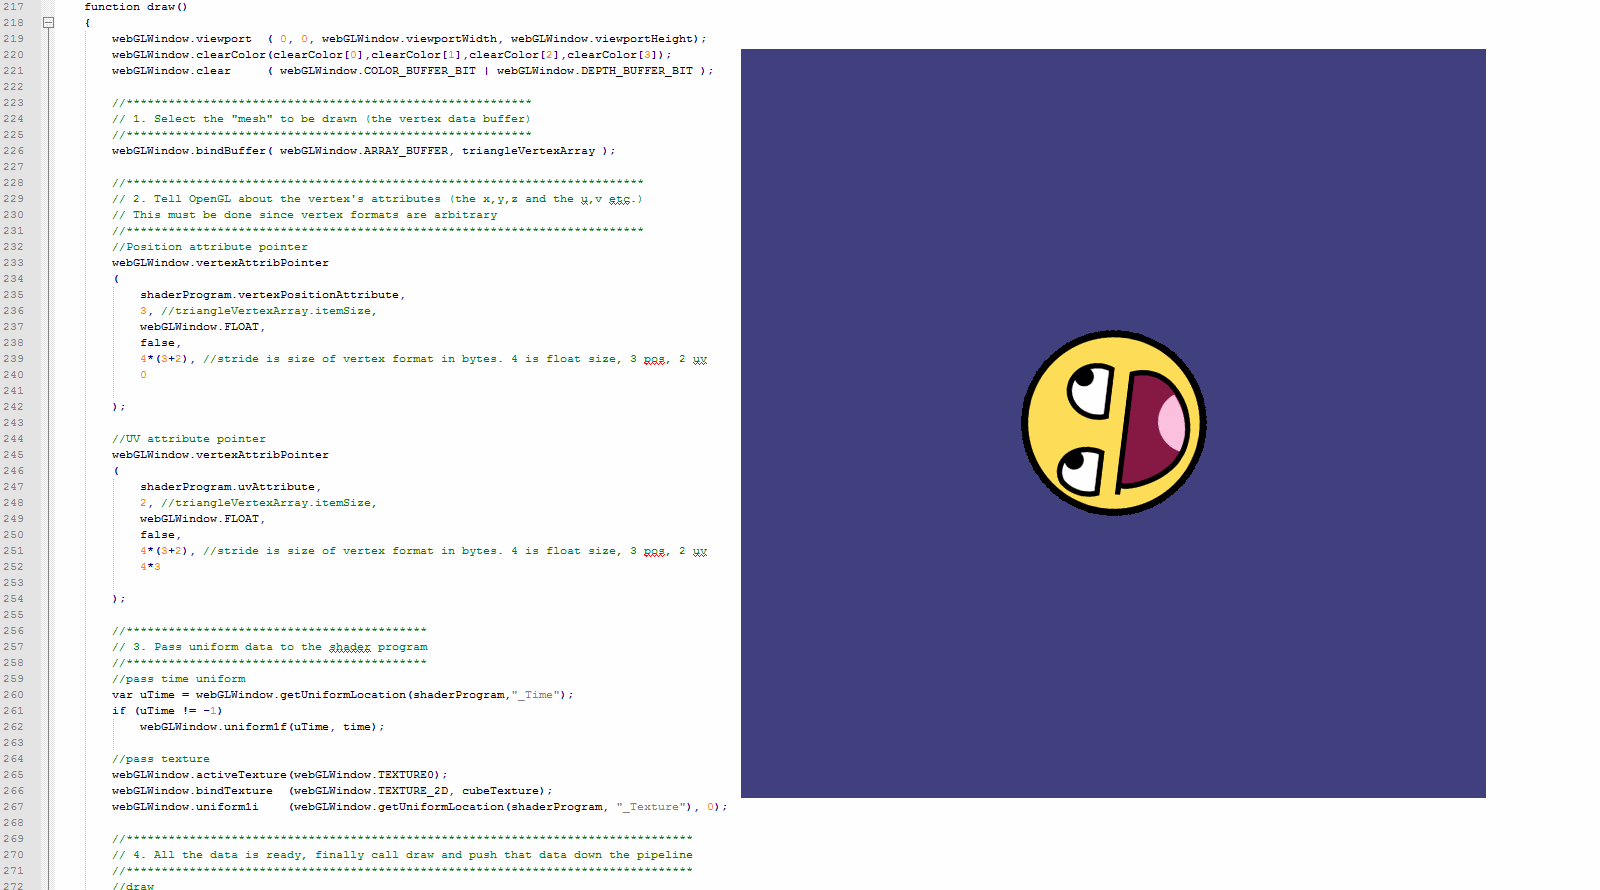 217 function draw()
218 {
219 webGLWindow.viewport ( 0, 0, webGLWindow.viewportWidth, webGLWindow.viewportHeight);
220 webGLWindow.clearColor(clearColor[0],clearColor[1],clearColor[2],clearColor[3]);
221 webGLWindow.clear ( webGLWindow.COLOR_BUFFER_BIT | webGLWindow.DEPTH_BUFFER_BIT );
222
223 //**********************************************************
224 // 1. Select the "mesh" to be drawn (the vertex data buffer)
225 //**********************************************************
226 webGLWindow.bindBuffer( webGLWindow.ARRAY_BUFFER, triangleVertexArray );
227
228 //**************************************************************************
229 // 2. Tell OpenGL about the vertex's attributes (the x,y,z and the u,v etc.)
230 // This must be done since vertex formats are arbitrary
231 //**************************************************************************
232 //Position attribute pointer
233 webGLWindow.vertexAttribPointer
234 (
235 shaderProgram.vertexPositionAttribute,
236 3, //triangleVertexArray.itemSize,
237 webGLWindow.FLOAT,
238 false,
239 4*(3+2), //stride is size of vertex format in bytes. 4 is float size, 3 pos, 2 uv
240 0
241
242 );
243
244 //UV attribute pointer
245 webGLWindow.vertexAttribPointer
246 (
247 shaderProgram.uvAttribute,
248 2, //triangleVertexArray.itemSize,
249 webGLWindow.FLOAT,
250 false,
251 4*(3+2), //stride is size of vertex format in bytes. 4 is float size, 3 pos, 2 uv
252 4*3
253
254 );
255
256 //*******************************************
257 // 3. Pass uniform data to the shader program
258 //*******************************************
259 //pass time uniform
260 var uTime = webGLWindow.getUniformLocation(shaderProgram,"_Time");
261 if (uTime != -1)
262 webGLWindow.uniform1f(uTime, time);
263
264 //pass texture
265 webGLWindow.activeTexture(webGLWindow.TEXTURE0);
266 webGLWindow.bindTexture (webGLWindow.TEXTURE_2D, cubeTexture);
267 webGLWindow.uniform1i (webGLWindow.getUniformLocation(shaderProgram, "_Texture"), 0);
268
269 //*********************************************************************************
270 // 4. All the data is ready, finally call draw and push that data down the pipeline
271 //*********************************************************************************
272 //draw